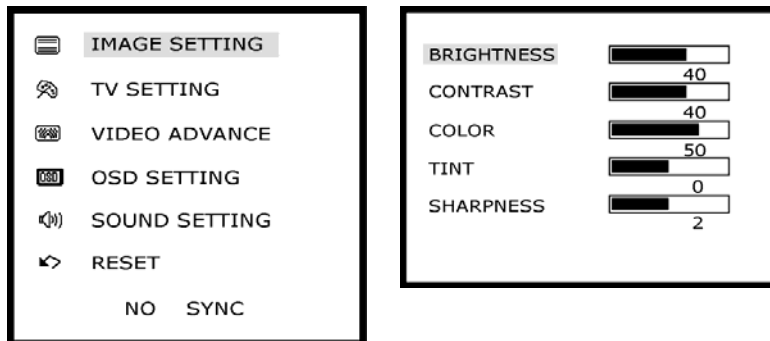 IMAGE SETTING
TV SETTING
VIDEO ADVANCE
OSD OSD SETTING
SOUND SETTING
RESET
NO SYNC
BRIGHTNESS
40
CONTRAST
40
COLOR
50
TINT
0
SHARPNESS
2